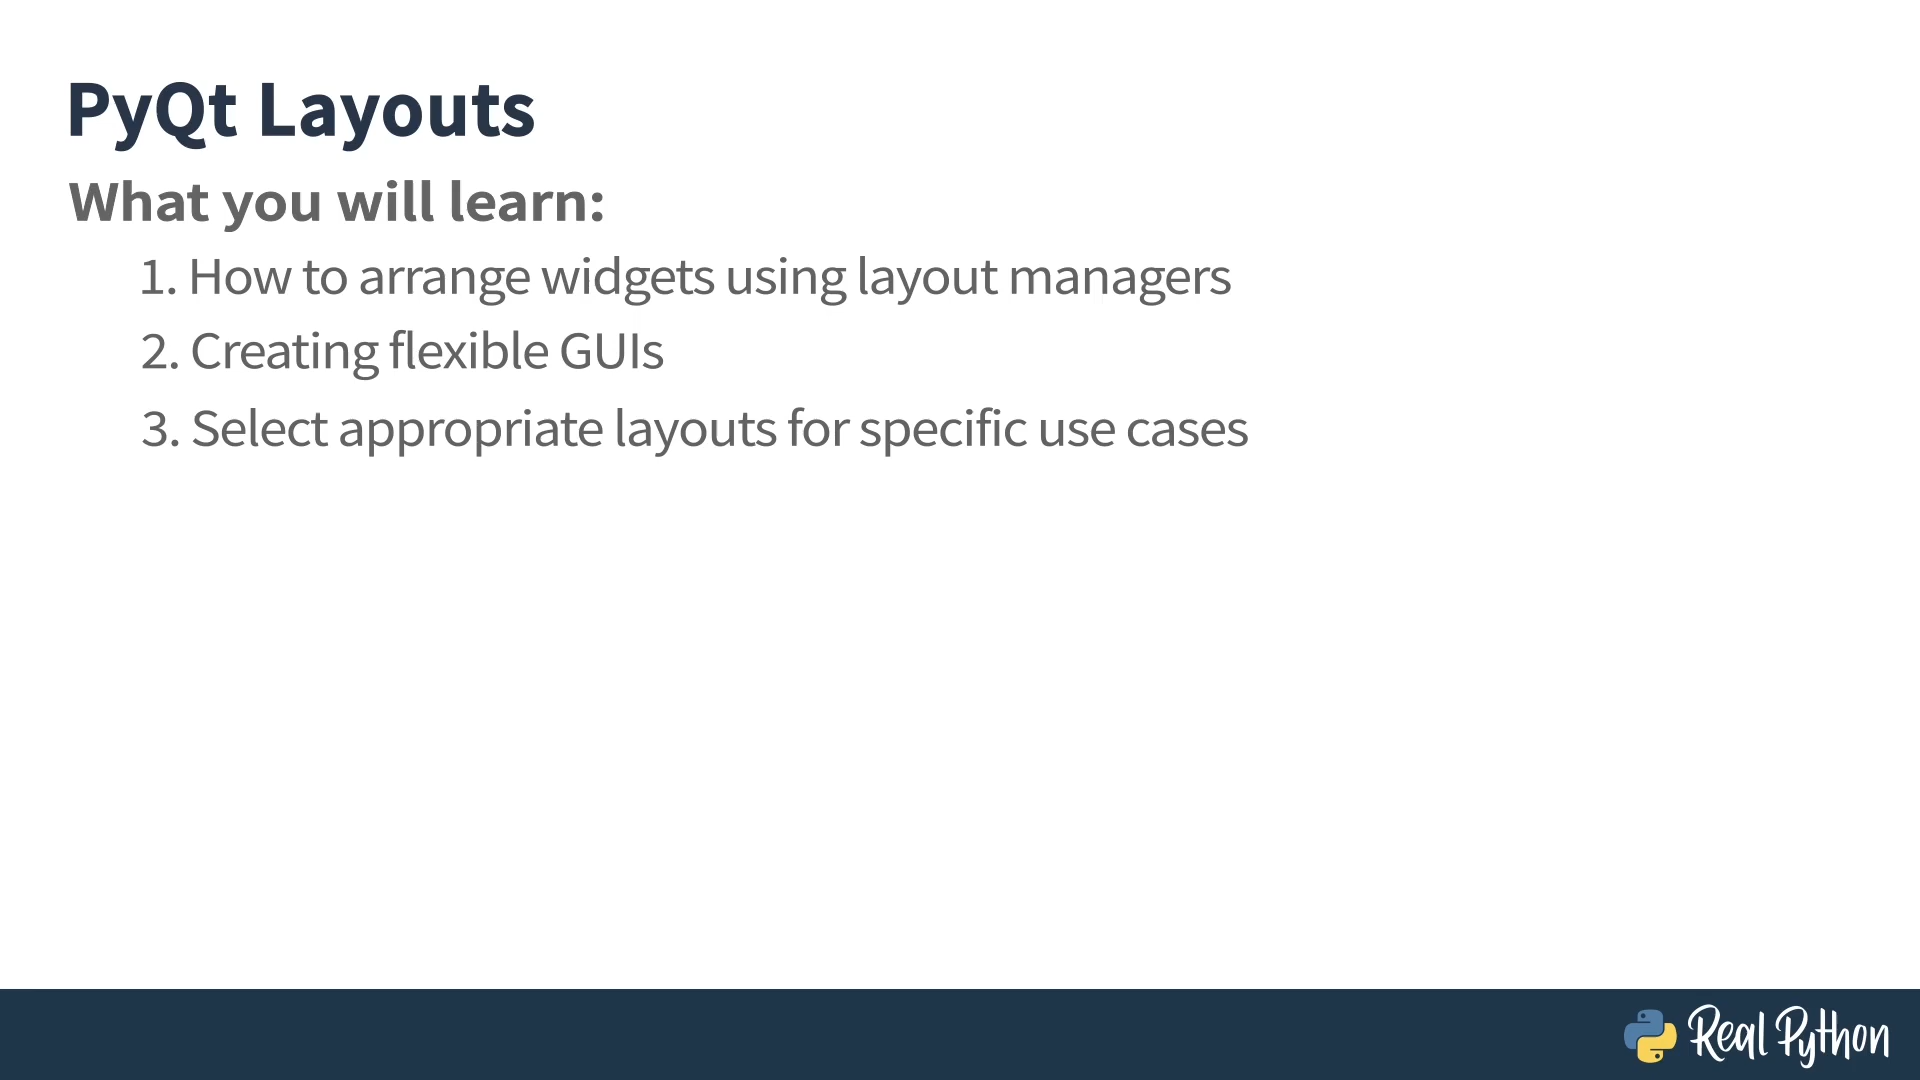 PyQt Layouts
What you will learn:
1. How to arrange widgets using layout managers
2. Creating flexible GUIs
3. Select appropriate layouts for specific use cases
Real Python